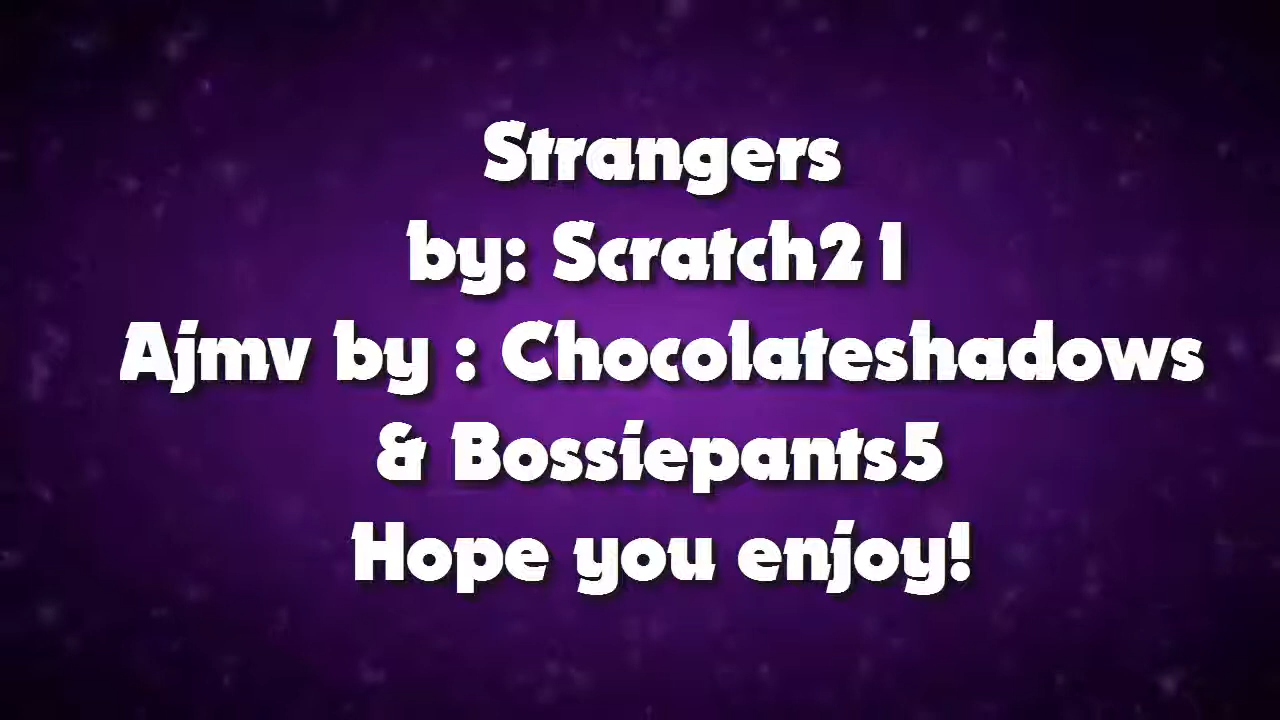 Strangers
by: Scratch21
Ajmv by : Chocolateshadows
& Bossiepants5
Hope you enjoy!